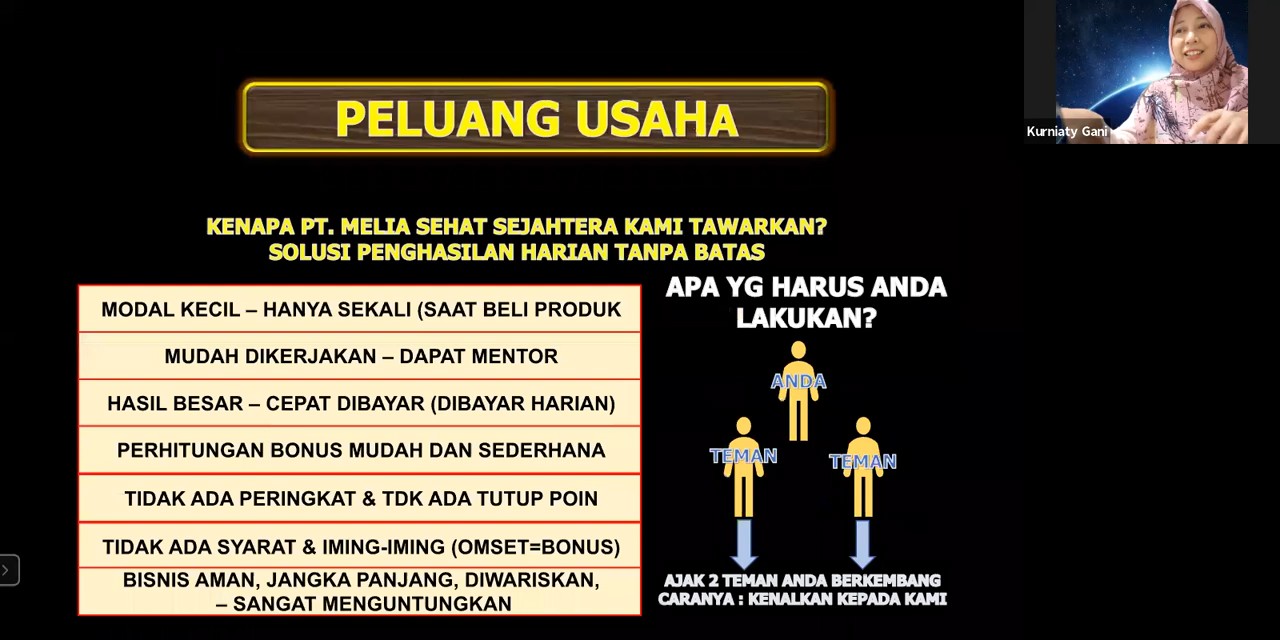 PELUANG USAHA
Kurniaty Gani
KENAPA PT. MELIA SEHAT SEJAHTERA KAMI TAWARKAN?
SOLUSI PENGHASILAN HARIAN TANPA BATAS
MODAL KECIL – HANYA SEKALI (SAAT BELI PRODUK
MUDAH DIKERJAKAN – DAPAT MENTOR
HASIL BESAR – CEPAT DIBAYAR (DIBAYAR HARIAN)
PERHITUNGAN BONUS MUDAH DAN SEDERHANA
TIDAK ADA PERINGKAT & TDK ADA TUTUP POIN
TIDAK ADA SYARAT & IMING-IMING (OMSET=BONUS)
BISNIS AMAN, JANGKA PANJANG, DIWARISKAN,
– SANGAT MENGUNTUNGKAN
APA YG HARUS ANDA
LAKUKAN?
ANDA
TEMAN
TEMAN
AJAK 2 TEMAN ANDA BERKEMBANG
CARANYA : KENALKAN KEPADA KAMI